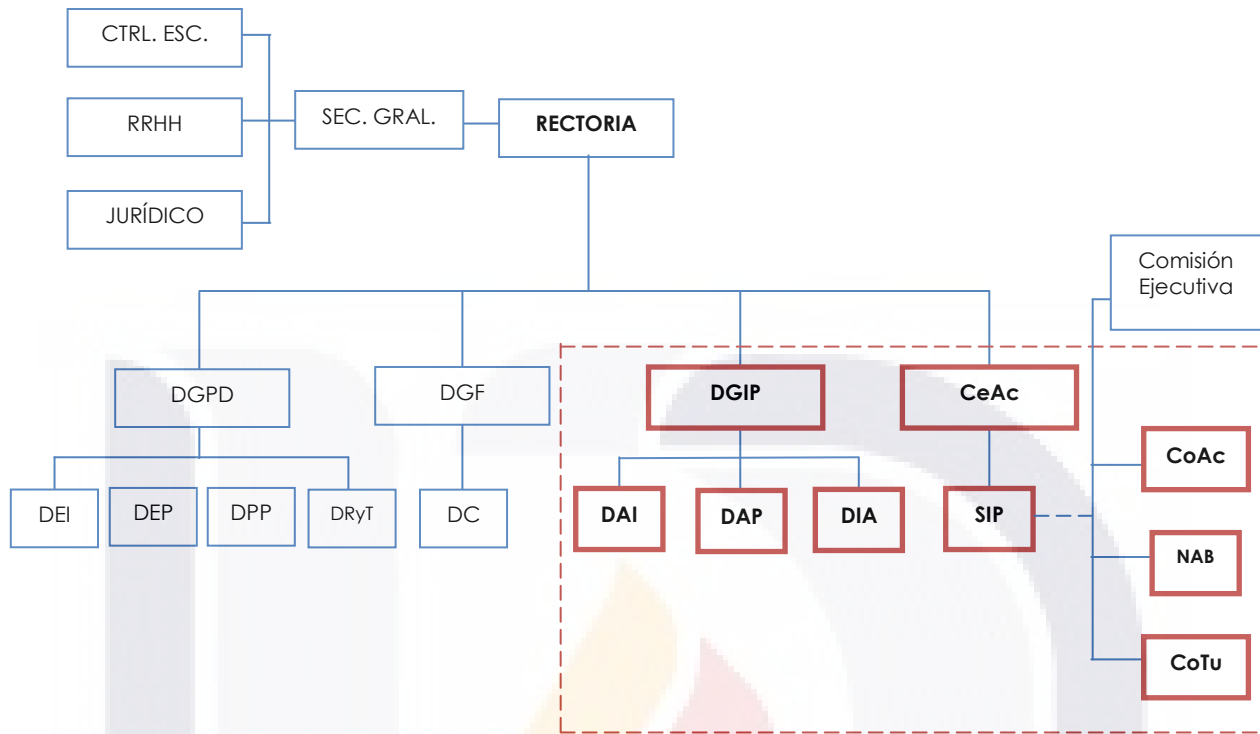 CTRL. ESC.
RRHH
SEC. GRAL.
RECTORIA
JURÍDICO
Comisión
Ejecutiva
DGPD
DGF
DGIP
CeAc
CoAc
DEI
DEP
DPP
DRyT
DC
DAI
DAP
DIA
SIP
NAB
CoTu